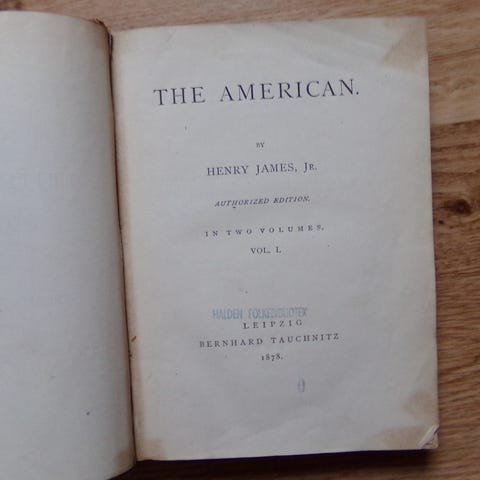 THE AMERICAN.
BY
HENRY JAMES, JR.
AUTHORIZED EDITION.
IN TWO VOLUMES.
VOL. I.
HALDEN FOLKEBIBLIOTEK
LEIPZIG
BERNHARD TAUCHNITZ
1878.